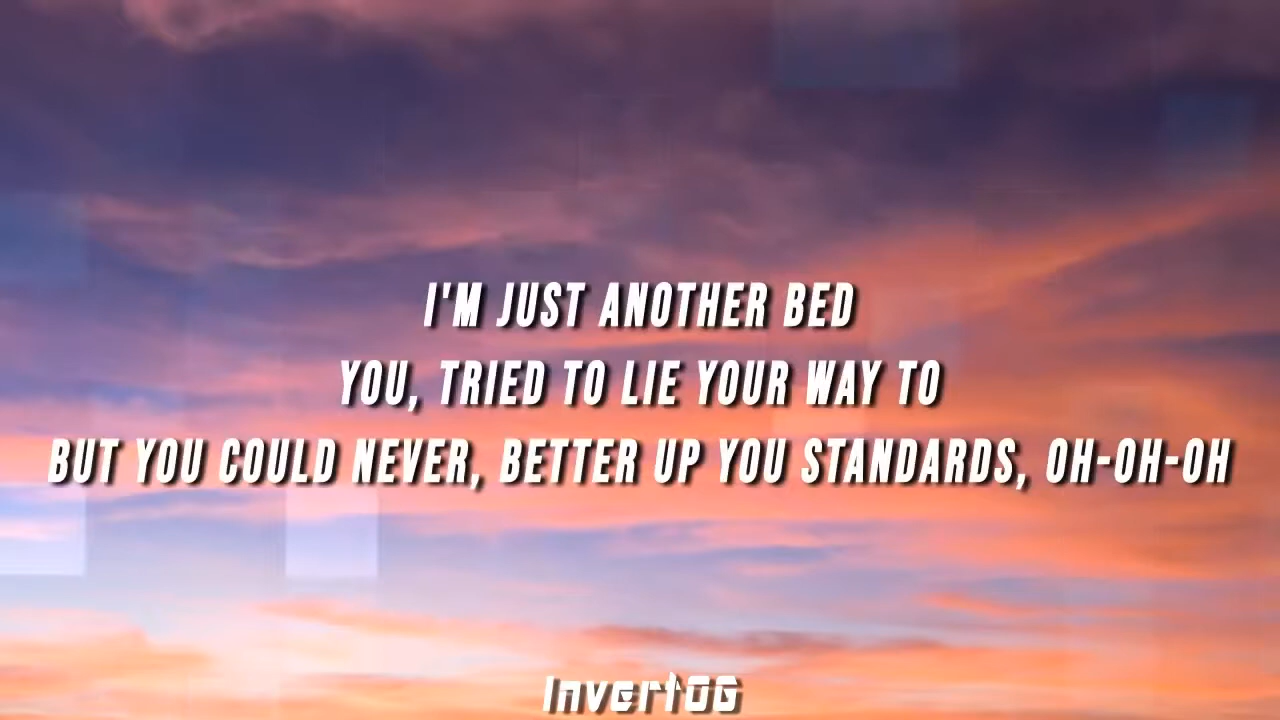 I'M JUST ANOTHER BED
YOU, TRIED TO LIE YOUR WAY TO
BUT YOU COULD NEVER, BETTER UP YOU STANDARDS, OH-OH-OH
InvertOG